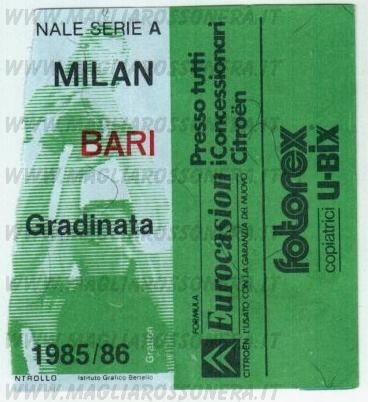 NALE SERIE A
MILAN
BARI
Gradinata
1985/86
Gratton
NTROLLO
Istituto Grafico Bertello
FORMULA
Eurocasion
CITROËN L'USATO CON LA GARANZIA DEL NUOVO
Presso tutti
i Concessionari
Citroën
fotorex
copiatrici U-BIX
WWW.MAGLIAROSSONERA.IT